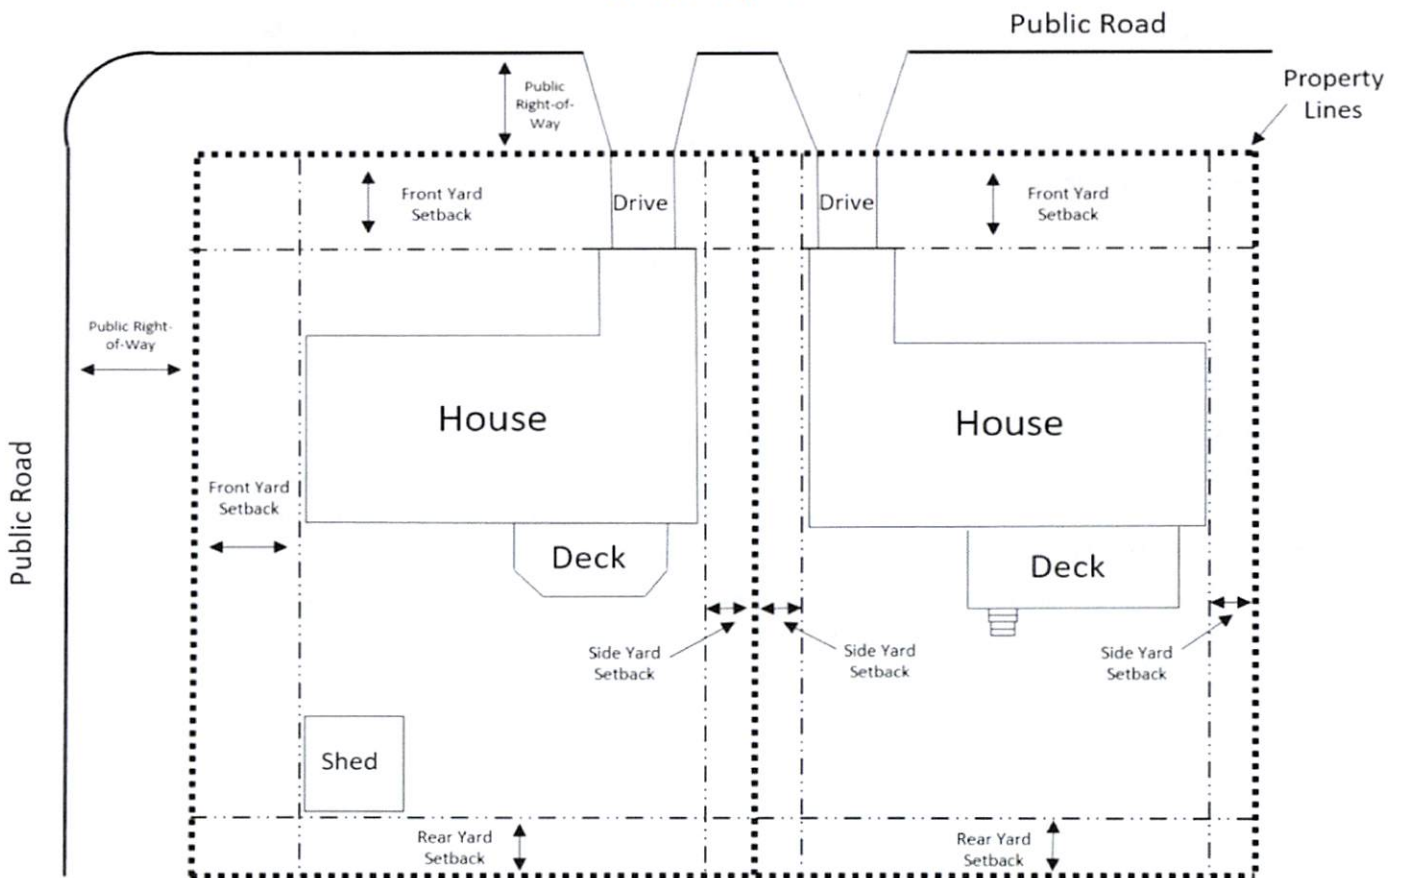 Public Road
Property
Lines
Public
Right-of-
Way
Front Yard
Setback
Drive
Drive
Front Yard
Setback
Public Right-
of-Way
House
House
Public Road
Front Yard
Setback
Deck
Deck
Side Yard
Setback
Side Yard
Setback
Side Yard
Setback
Shed
Rear Yard
Setback
Rear Yard
Setback